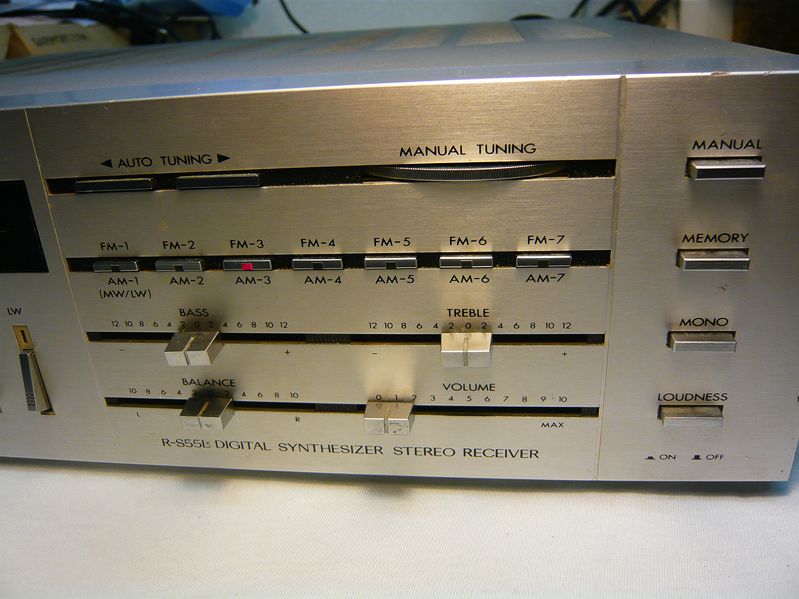 ◄ AUTO TUNING ►
MANUAL TUNING
MANUAL
FM-1 FM-2 FM-3 FM-4 FM-5 FM-6 FM-7
MEMORY
AM-1 AM-2 AM-3 AM-4 AM-5 AM-6 AM-7
(MW/LW)
LW
BASS
TREBLE
MONO
12 10 8 6 4 2 0 2 4 6 8 10 12
12 10 8 6 4 2 0 2 4 6 8 10 12
- +
- +
BALANCE
VOLUME
LOUDNESS
10 8 6 4
4 6 8 10
0 1 2 3 4 5 6 7 8 9 10
L R
MAX
R-S55L DIGITAL SYNTHESIZER STEREO RECEIVER
ON OFF